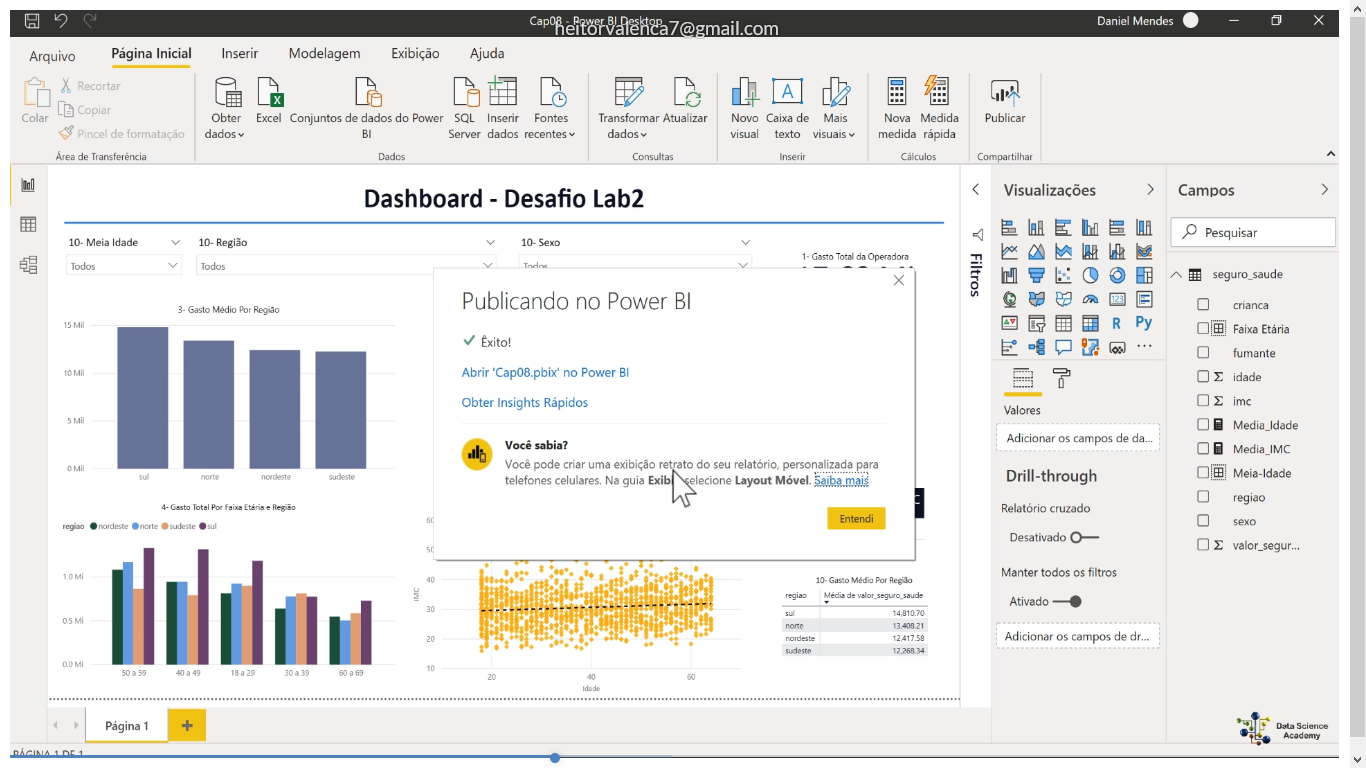 Cap08 - Power BI Desktop
heitorvalenca7@gmail.com
Daniel Mendes
Arquivo
Página Inicial
Inserir
Modelagem
Exibição
Ajuda
Colar
Recortar
Copiar
Pincel de formatação
Área de Transferência
Obter dados
Excel
Conjuntos de dados do Power BI
SQL Server
Inserir dados
Fontes recentes
Dados
Transformar dados
Atualizar
Consultas
Novo visual
Caixa de texto
Mais visuais
Inserir
Nova medida
Medida rápida
Cálculos
Publicar
Compartilhar
Dashboard - Desafio Lab2
10- Meia Idade
Todos
10- Região
Todos
10- Sexo
Todos
1- Gasto Total da Operadora
3- Gasto Médio Por Região
15 Mil
10 Mil
5 Mil
0 Mil
sul
norte
nordeste
sudeste
4- Gasto Total Por Faixa Etária e Região
regiao nordeste norte sudeste sul
1.0 Mi
0.5 Mi
0.0 Mi
50 a 59
40 a 49
18 a 29
30 a 39
60 a 69
Publicando no Power BI
Êxito!
Abrir 'Cap08.pbix' no Power BI
Obter Insights Rápidos
Você sabia?
Você pode criar uma exibição retrato do seu relatório, personalizada para
telefones celulares. Na guia Exibi selecione Layout Móvel. Saiba mais
Entendi
C
IMC
40
30
20
10
20
40
60
Idade
10- Gasto Médio Por Região
regiao Média de valor_seguro_saude
sul 14,810.70
norte 13,408.21
nordeste 12,417.58
sudeste 12,268.34
Filtros
Visualizações
123
R
Py
Valores
Adicionar os campos de da...
Drill-through
Relatório cruzado
Desativado
Manter todos os filtros
Ativado
Adicionar os campos de dr...
Campos
Pesquisar
seguro_saude
crianca
Faixa Etária
fumante
Σ idade
Σ imc
Media_Idade
Media_IMC
Meia-Idade
regiao
sexo
Σ valor_segur...
Página 1
PÁGINA 1 DE 1
Data Science
Academy